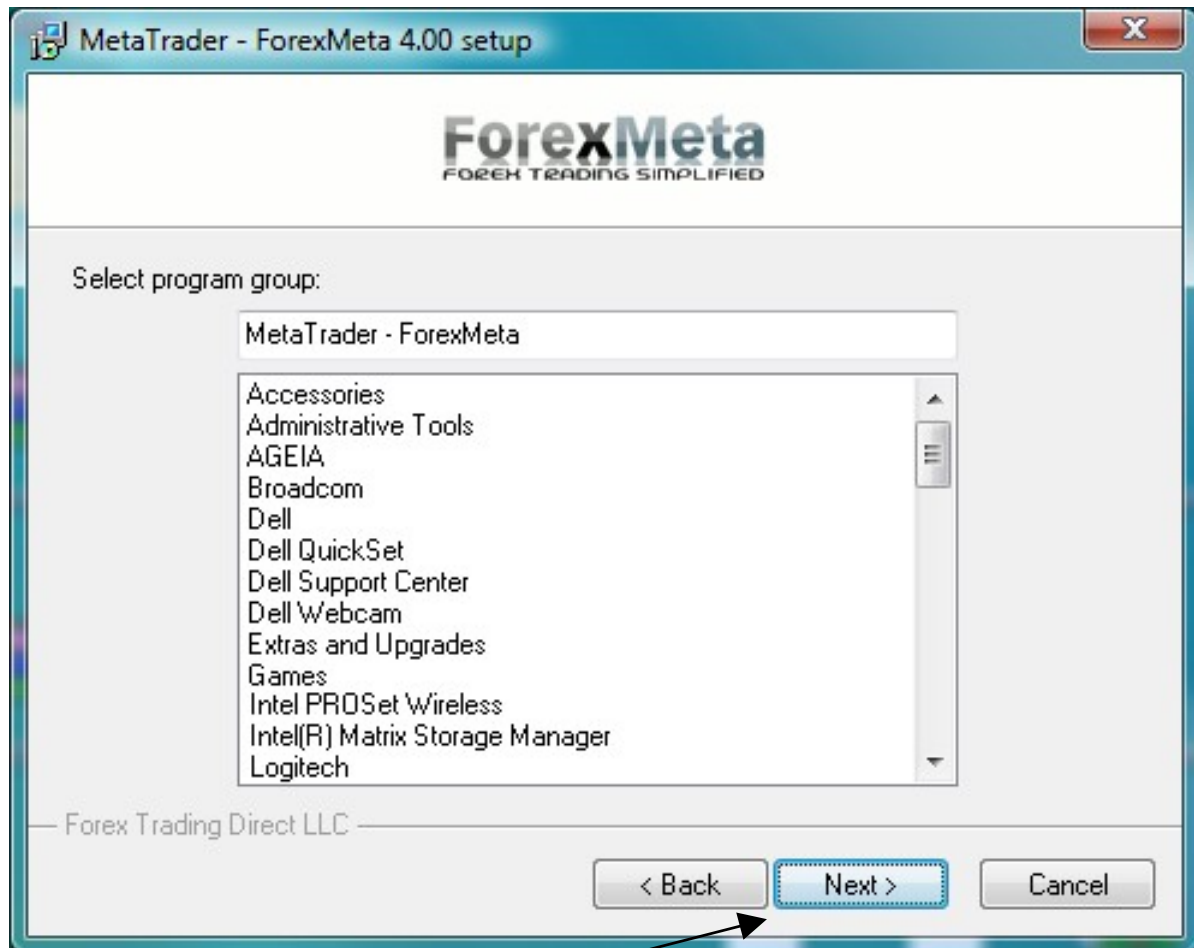 MetaTrader - ForexMeta 4.00 setup
ForexMeta
FOREX TRADING SIMPLIFIED
Select program group:
MetaTrader - ForexMeta
Accessories
Administrative Tools
AGEIA
Broadcom
Dell
Dell QuickSet
Dell Support Center
Dell Webcam
Extras and Upgrades
Games
Intel PROSet Wireless
Intel(R) Matrix Storage Manager
Logitech
Forex Trading Direct LLC
< Back Next > Cancel